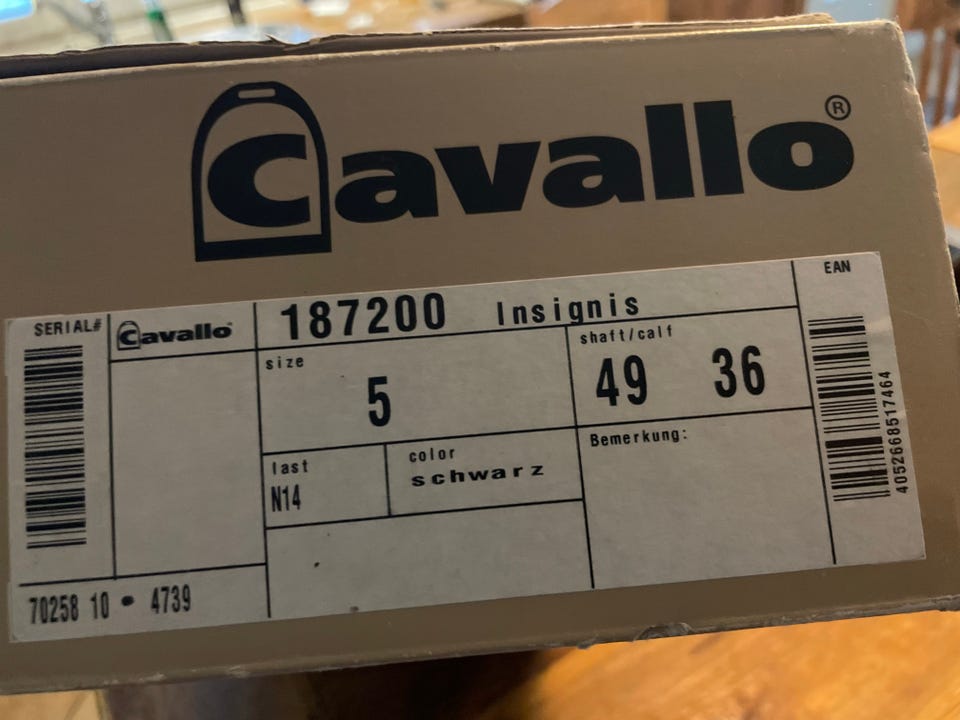 Cavallo®
SERIAL#
Cavallo
187200 Insignis
EAN
size
5
shaft/calf
49 36
last
N14
color
schwarz
Bemerkung:
4052668517464
70258 10 • 4739